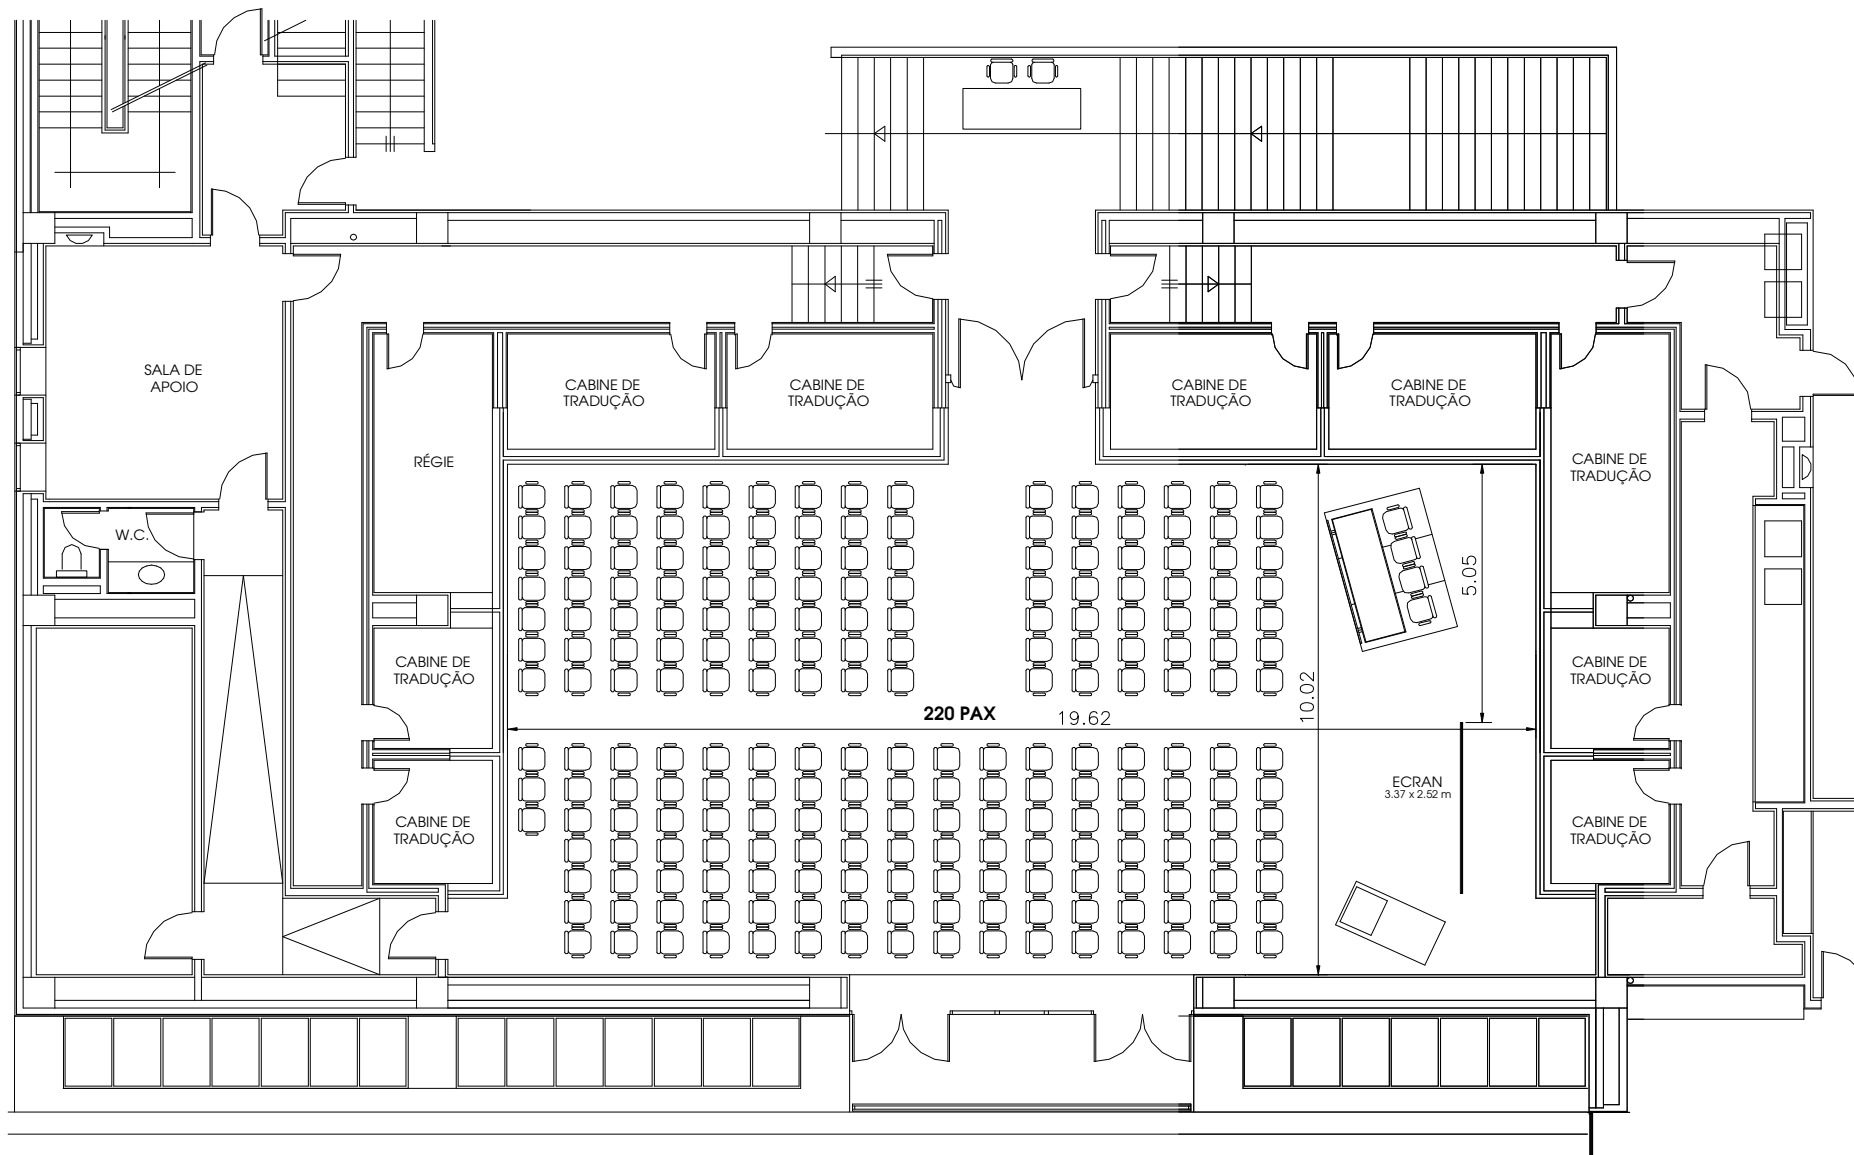 SALA DE
APOIO
CABINE DE
TRADUÇÃO
CABINE DE
TRADUÇÃO
CABINE DE
TRADUÇÃO
CABINE DE
TRADUÇÃO
RÉGIE
CABINE DE
TRADUÇÃO
W.C.
5.05
CABINE DE
TRADUÇÃO
CABINE DE
TRADUÇÃO
10.02
220 PAX
19.62
ECRAN
3.37 x 2.52 m
CABINE DE
TRADUÇÃO
CABINE DE
TRADUÇÃO